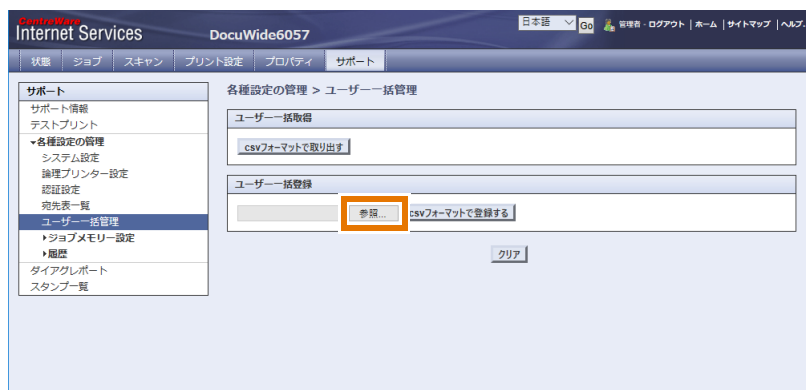 CentreWare
Internet Services DocuWide6057 日本語 Go 管理者 - ログアウト | ホーム | サイトマップ | ヘルプ
状態 ジョブ スキャン プリント設定 プロパティ サポート
サポート
サポート情報
テストプリント
▾各種設定の管理
システム設定
論理プリンター設定
認証設定
宛先表一覧
ユーザー一括管理
▸ジョブメモリー設定
▸履歴
ダイアグレポート
スタンプ一覧
各種設定の管理 > ユーザー一括管理
ユーザー一括取得
csvフォーマットで取り出す
ユーザー一括登録
参照... csvフォーマットで登録する
クリア